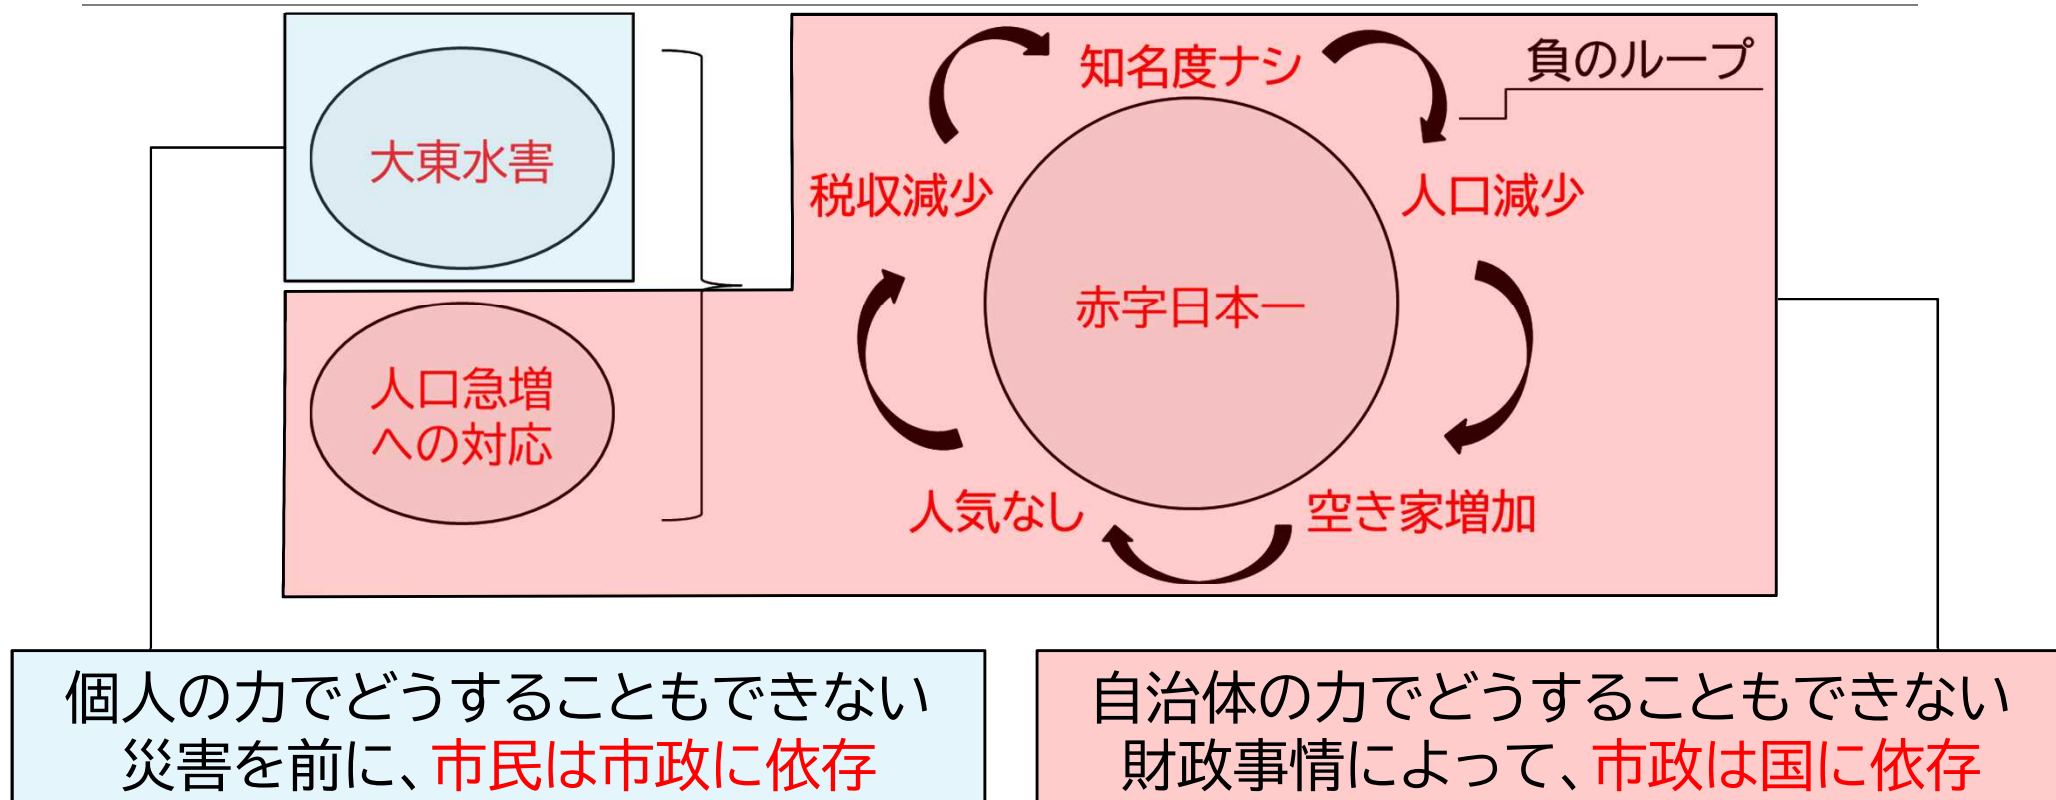 大東水害
人口急増
への対応
負のループ
知名度ナシ
人口減少
空き家増加
人気なし
税収減少
赤字日本一
個人の力でどうすることもできない
災害を前に、市民は市政に依存
自治体の力でどうすることもできない
財政事情によって、市政は国に依存